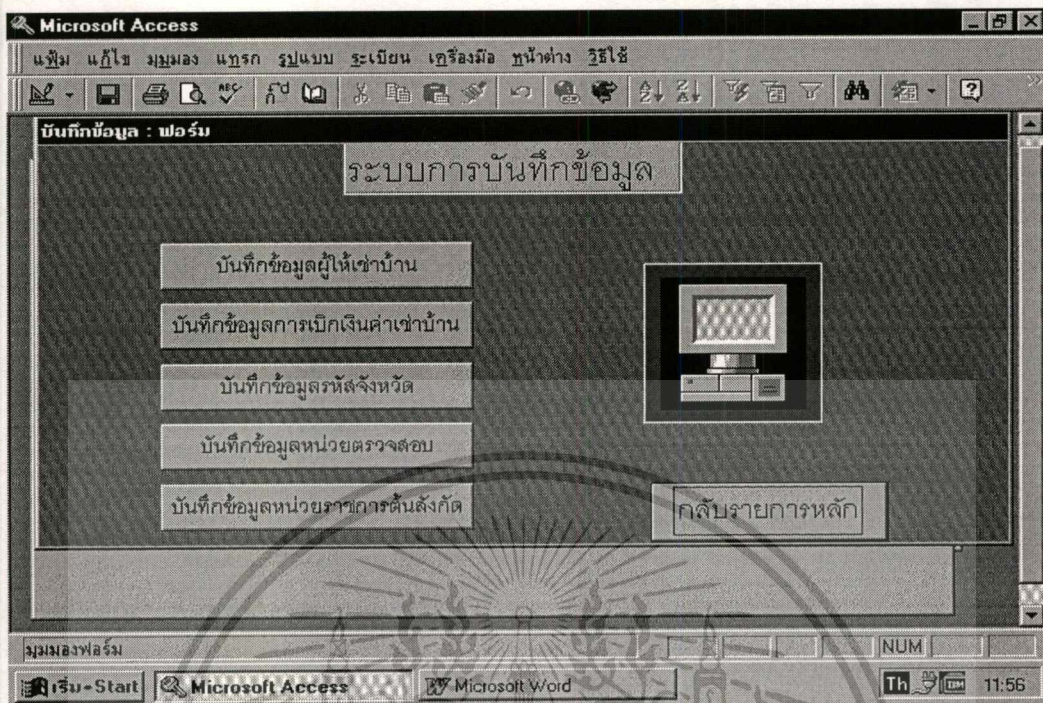 Microsoft Access
แฟ้ม แก้ไข มุมมอง แทรก รูปแบบ ระเบียน เครื่องมือ หน้าต่าง วิธีใช้
บันทึกข้อมูล : ฟอร์ม
ระบบการบันทึกข้อมูล
บันทึกข้อมูลผู้ให้เช่าบ้าน
บันทึกข้อมูลการเบิกเงินค่าเช่าบ้าน
บันทึกข้อมูลรหัสจังหวัด
บันทึกข้อมูลหน่วยตรวจสอบ
บันทึกข้อมูลหน่วยราชการต้นสังกัด
กลับรายการหลัก
มุมมองฟอร์ม NUM
เริ่ม-Start Microsoft Access Microsoft Word Th 11:56